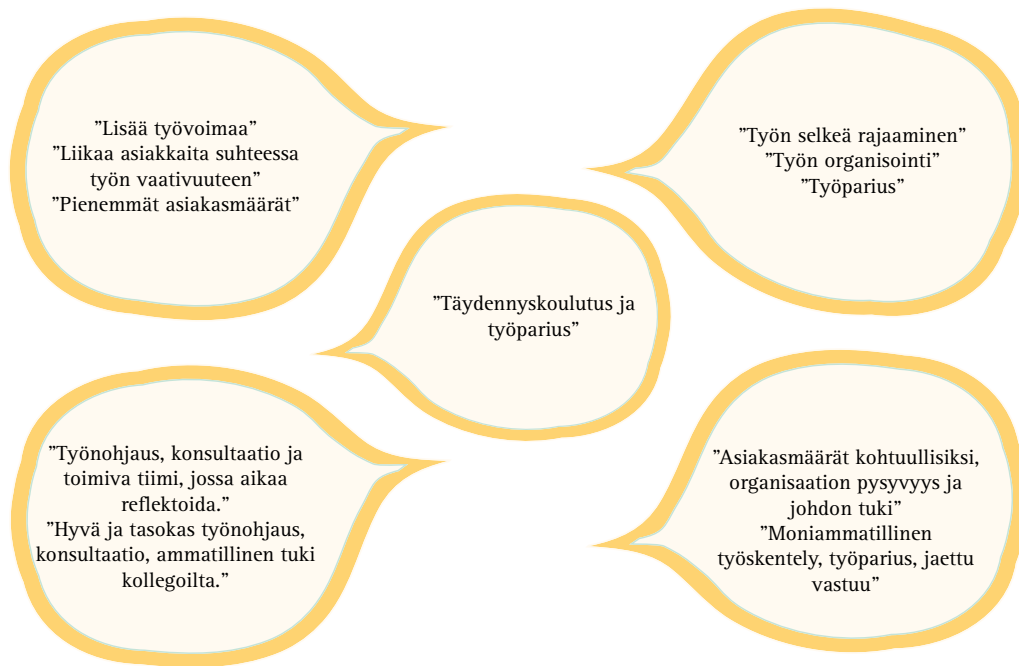 ”Lisää työvoimaa”
”Liikaa asiakkaita suhteessa
työn vaativuuteen”
”Pienemmät asiakasmäärät”
”Työn selkeä rajaaminen”
”Työn organisointi”
”Työparius”
”Täydennyskoulutus ja
työparius”
”Työnohjaus, konsultaatio ja
toimiva tiimi, jossa aikaa
reflektoida.”
”Hyvä ja tasokas työnohjaus,
konsultaatio, ammatillinen tuki
kollegoilta.”
”Asiakasmäärät kohtuullisiksi,
organisaation pysyvyys ja
johdon tuki”
”Moniammatillinen
työskentely, työparius, jaettu
vastuu”